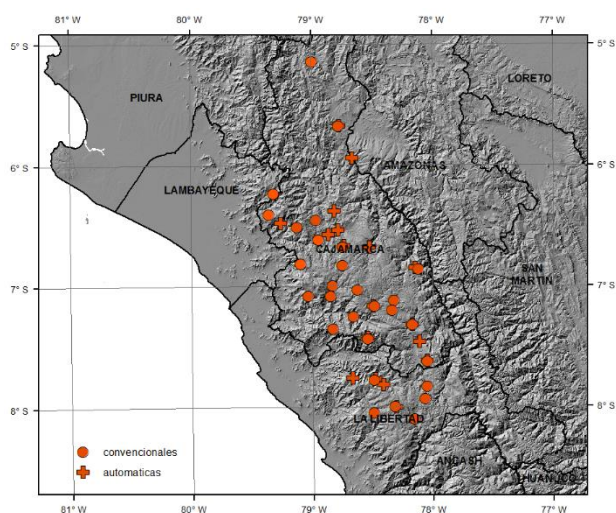 81° W 80° W 79° W 78° W 77° W
5° S 5° S
LORETO
PIURA
6° S 6° S
AMAZONAS
LAMBAYEQUE
CAJAMARCA
SAN MARTIN
7° S 7° S
8° S 8° S
LA LIBERTAD
convencionales
ANCASH
automaticas
HUANUCO
81° W 80° W 79° W 78° W 77° W